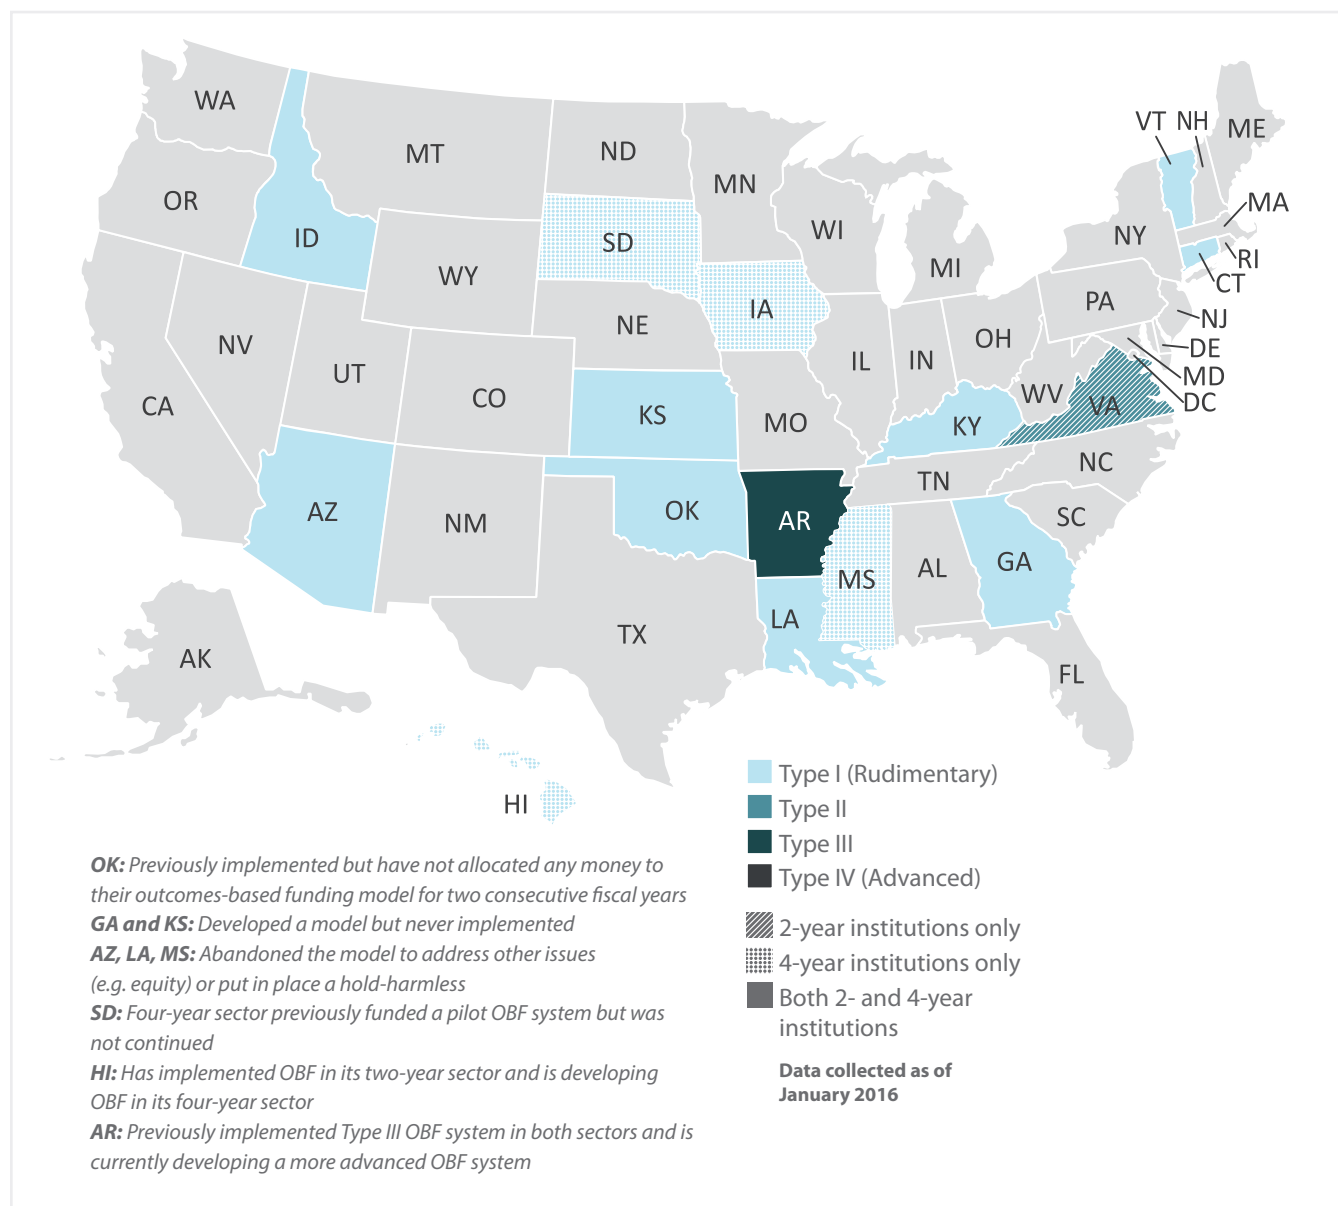 WA
MT
ND
MN
VT NH
ME
OR
ID
SD
WI
MI
NY
MA
RI
CT
WY
IA
NE
PA
NJ
NV
UT
CO
IL
IN
OH
DE
MD
DC
CA
KS
MO
WV
VA
KY
AZ
NM
OK
AR
TN
NC
SC
MS
AL
GA
LA
TX
AK
FL
HI
Type I (Rudimentary)
Type II
Type III
Type IV (Advanced)
2-year institutions only
4-year institutions only
Both 2- and 4-year
institutions
Data collected as of
January 2016
OK: Previously implemented but have not allocated any money to
their outcomes-based funding model for two consecutive fiscal years
GA and KS: Developed a model but never implemented
AZ, LA, MS: Abandoned the model to address other issues
(e.g. equity) or put in place a hold-harmless
SD: Four-year sector previously funded a pilot OBF system but was
not continued
HI: Has implemented OBF in its two-year sector and is developing
OBF in its four-year sector
AR: Previously implemented Type III OBF system in both sectors and is
currently developing a more advanced OBF system